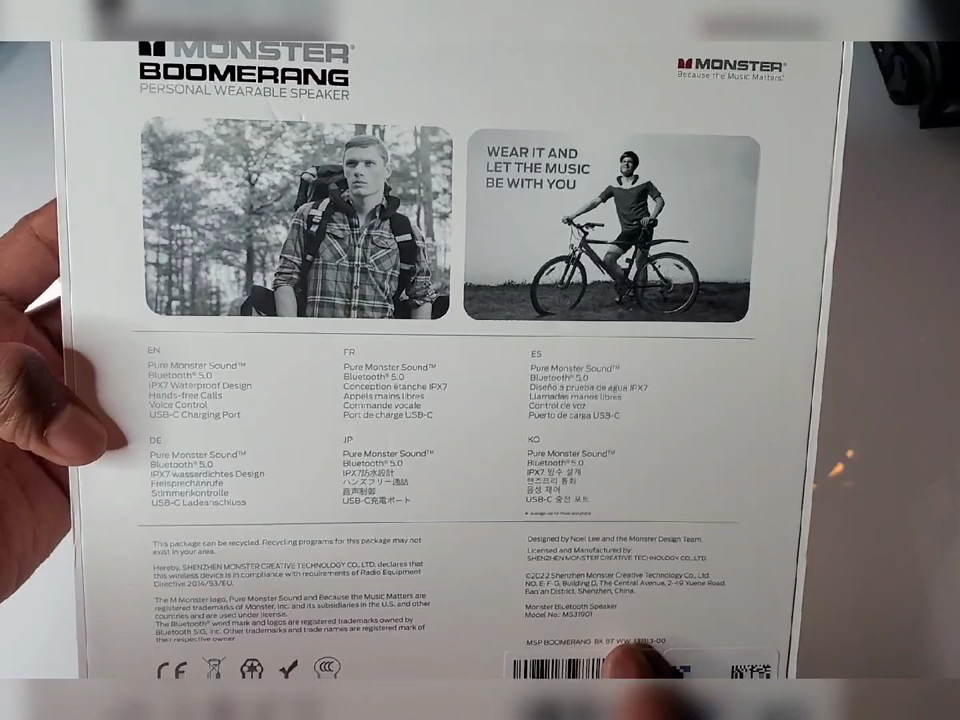 MONSTER®
BOOMERANG
PERSONAL WEARABLE SPEAKER
MONSTER®
Because the Music Matters.®
WEAR IT AND
LET THE MUSIC
BE WITH YOU
EN
Pure Monster Sound™
Bluetooth® 5.0
IPX7 Waterproof Design
Hands-free Calls
Voice Control
USB-C Charging Port
FR
Pure Monster Sound™
Bluetooth® 5.0
Conception étanche IPX7
Appels mains libres
Commande vocale
Port de charge USB-C
ES
Pure Monster Sound™
Bluetooth® 5.0
Diseño a prueba de agua IPX7
Llamadas manos libres
Control de voz
Puerto de carga USB-C
DE
Pure Monster Sound™
Bluetooth® 5.0
IPX7 wasserdichtes Design
Freisprechanrufe
Stimmenkontrolle
USB-C Ladeanschluss
JP
Pure Monster Sound™
Bluetooth® 5.0
IPX7防水設計
ハンズフリー通話
音声制御
USB-C充電ポート
KO
Pure Monster Sound™
Bluetooth® 5.0
IPX7 방수 설계
핸즈프리 통화
음성 제어
USB-C 충전 포트
This package can be recycled. Recycling programs for this package may not
exist in your area.
Hereby, SHENZHEN MONSTER CREATIVE TECHNOLOGY CO., LTD. declares that
this wireless device is in compliance with requirements of Radio Equipment
Directive 2014/53/EU.
The M Monster logo, Pure Monster Sound and Because the Music Matters are
registered trademarks of Monster, Inc. and its subsidiaries in the U.S. and other
countries and are used under license.
The Bluetooth® word mark and logos are registered trademarks owned by
Bluetooth SIG, Inc. Other trademarks and trade names are registered mark of
their respective owner.
Designed by Noel Lee and the Monster Design Team.
Licensed and Manufactured by
SHENZHEN MONSTER CREATIVE TECHNOLOGY CO., LTD.
©2022 Shenzhen Monster Creative Technology Co., Ltd.
NO. E-F-G, Building D, The Central Avenue, 2-49 Yuene Road,
Bao'an District, Shenzhen, China.
Monster Bluetooth Speaker
Model No.: MS31901
MSP BOOMERANG BK BT WW
CE
CCC